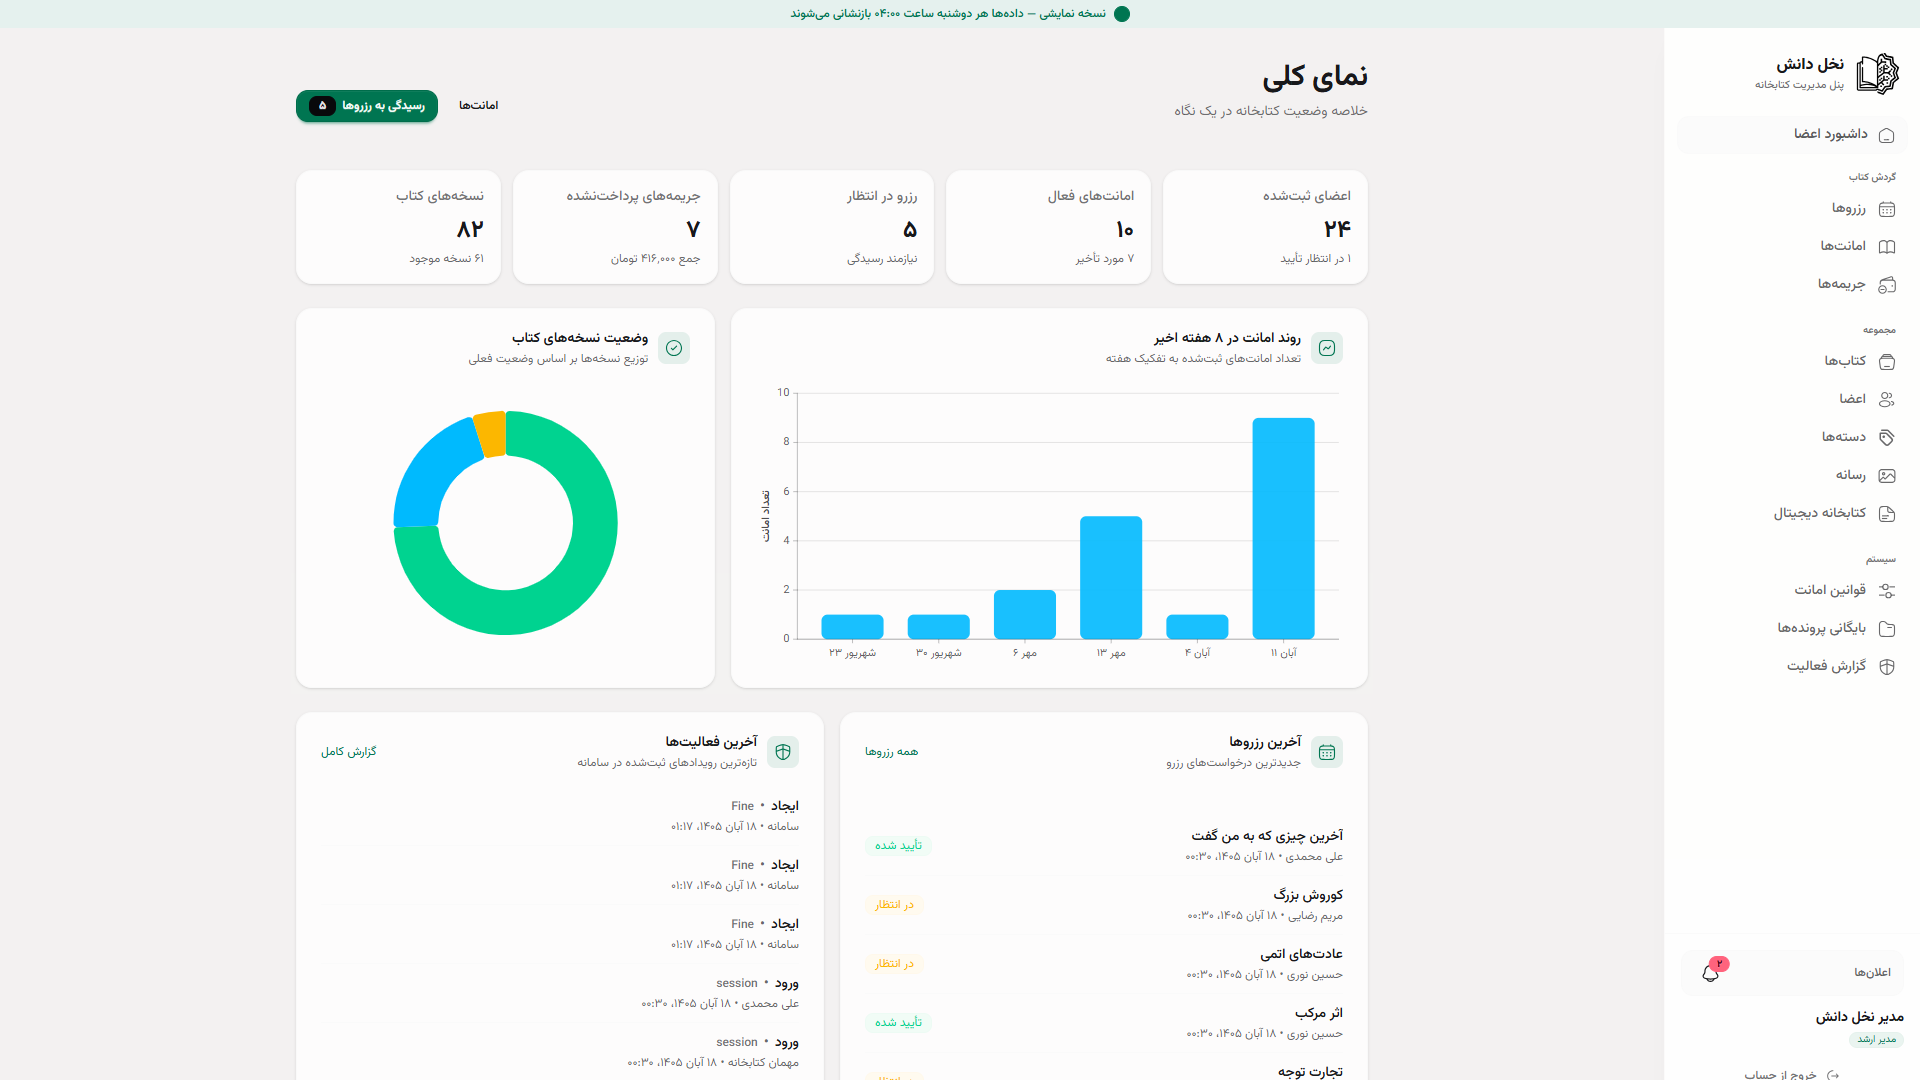 نسخه نمایشی — داده‌ها هر دوشنبه ساعت ۰۴:۰۰ بازنشانی می‌شوند
نخل دانش
پنل مدیریت کتابخانه
داشبورد اعضا
گردش کتاب
رزروها
امانت‌ها
جریمه‌ها
مجموعه
کتاب‌ها
اعضا
دسته‌ها
رسانه
کتابخانه دیجیتال
سیستم
قوانین امانت
بایگانی پرونده‌ها
گزارش فعالیت
اعلان‌ها
۲
مدیر نخل دانش
مدیر ارشد
خروج از حساب
نمای کلی
خلاصه وضعیت کتابخانه در یک نگاه
امانت‌ها
رسیدگی به رزروها ۵
اعضای ثبت‌شده
۲۴
۱ در انتظار تأیید
امانت‌های فعال
۱۰
۷ مورد تأخیر
رزرو در انتظار
۵
نیازمند رسیدگی
جریمه‌های پرداخت‌نشده
۷
جمع ۴۱۶٬۰۰۰ تومان
نسخه‌های کتاب
۸۲
۶۱ نسخه موجود
روند امانت در ۸ هفته اخیر
تعداد امانت‌های ثبت‌شده به تفکیک هفته
تعداد امانت
10
8
6
4
2
0
شهریور ۲۳
شهریور ۳۰
مهر ۶
مهر ۱۳
آبان ۴
آبان ۱۱
وضعیت نسخه‌های کتاب
توزیع نسخه‌ها بر اساس وضعیت فعلی
آخرین رزروها
جدیدترین درخواست‌های رزرو
همه رزروها
آخرین چیزی که به من گفت
علی محمدی • ۱۸ آبان ۱۴۰۵، ۰۰:۳۰
تأیید شده
کوروش بزرگ
مریم رضایی • ۱۸ آبان ۱۴۰۵، ۰۰:۳۰
در انتظار
عادت‌های اتمی
حسین نوری • ۱۸ آبان ۱۴۰۵، ۰۰:۳۰
در انتظار
اثر مرکب
حسین نوری • ۱۸ آبان ۱۴۰۵، ۰۰:۳۰
تأیید شده
تجارت توجه
در انتظار
آخرین فعالیت‌ها
تازه‌ترین رویدادهای ثبت‌شده در سامانه
گزارش کامل
ایجاد • Fine
سامانه • ۱۸ آبان ۱۴۰۵، ۰۱:۱۷
ایجاد • Fine
سامانه • ۱۸ آبان ۱۴۰۵، ۰۱:۱۷
ایجاد • Fine
سامانه • ۱۸ آبان ۱۴۰۵، ۰۱:۱۷
ورود • session
علی محمدی • ۱۸ آبان ۱۴۰۵، ۰۰:۳۰
ورود • session
مهمان کتابخانه • ۱۸ آبان ۱۴۰۵، ۰۰:۳۰